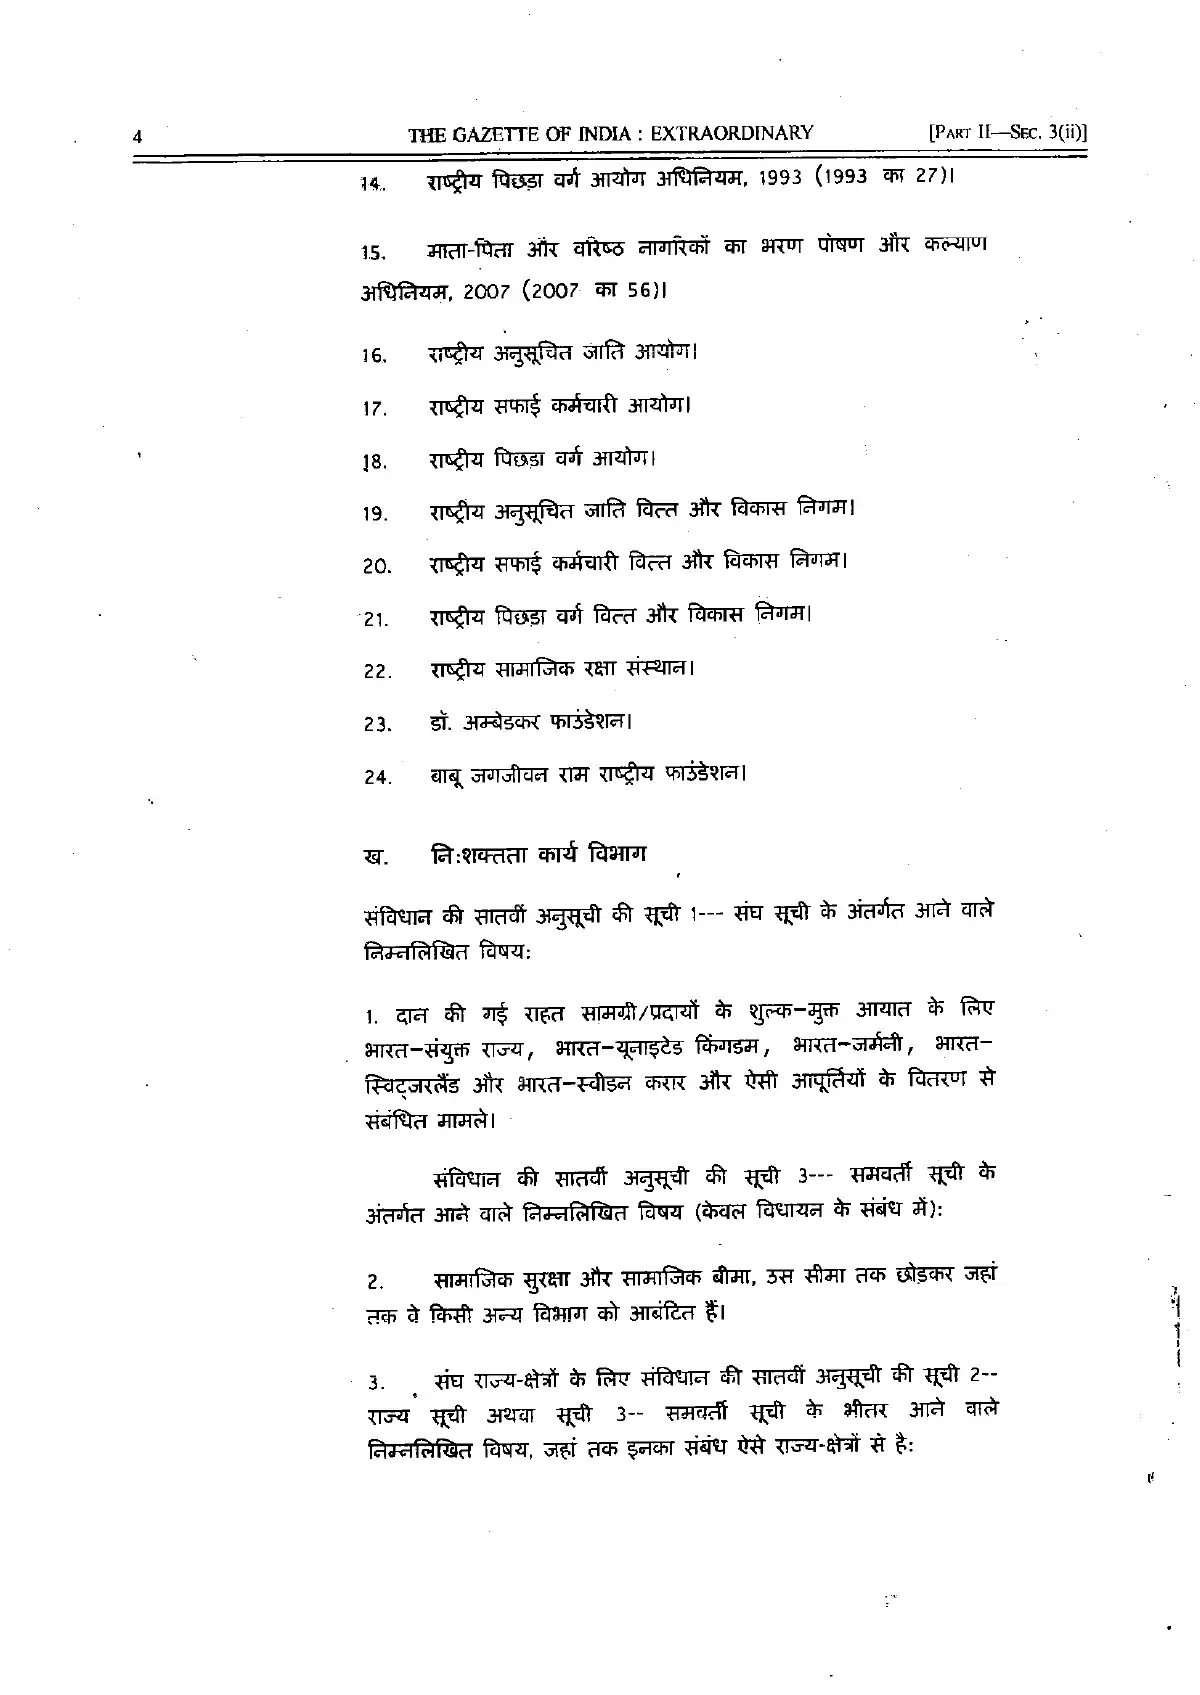 4 THE GAZETTE OF INDIA : EXTRAORDINARY [PART II—SEC. 3(ii)]
14. राष्ट्रीय पिछड़ा वर्ग आयोग अधिनियम, 1993 (1993 का 27)।
15. माता-पिता और वरिष्ठ नागरिकों का भरण पोषण और कल्याण
अधिनियम, 2007 (2007 का 56)।
16. राष्ट्रीय अनुसूचित जाति आयोग।
17. राष्ट्रीय सफाई कर्मचारी आयोग।
18. राष्ट्रीय पिछड़ा वर्ग आयोग।
19. राष्ट्रीय अनुसूचित जाति वित्त और विकास निगम।
20. राष्ट्रीय सफाई कर्मचारी वित्त और विकास निगम।
21. राष्ट्रीय पिछड़ा वर्ग वित्त और विकास निगम।
22. राष्ट्रीय सामाजिक रक्षा संस्थान।
23. डॉ. अम्बेडकर फाउंडेशन।
24. बाबू जगजीवन राम राष्ट्रीय फाउंडेशन।
ख. नि:शक्तता कार्य विभाग
संविधान की सातवीं अनुसूची की सूची 1--- संघ सूची के अंतर्गत आने वाले
निम्नलिखित विषय:
1. दान की गई राहत सामग्री/प्रदायों के शुल्क-मुक्त आयात के लिए
भारत-संयुक्त राज्य, भारत-यूनाइटेड किंगडम, भारत-जर्मनी, भारत-
स्विट्जरलैंड और भारत-स्वीडन करार और ऐसी आपूर्तियों के वितरण से
संबंधित मामले।
संविधान की सातवीं अनुसूची की सूची 3--- समवर्ती सूची के
अंतर्गत आने वाले निम्नलिखित विषय (केवल विधायन के संबंध में):
2. सामाजिक सुरक्षा और सामाजिक बीमा, उस सीमा तक छोड़कर जहां
तक वे किसी अन्य विभाग को आबंटित हैं।
3. संघ राज्य-क्षेत्रों के लिए संविधान की सातवीं अनुसूची की सूची 2--
राज्य सूची अथवा सूची 3-- समवर्ती सूची के भीतर आने वाले
निम्नलिखित विषय, जहां तक इनका संबंध ऐसे राज्य-क्षेत्रों से है: